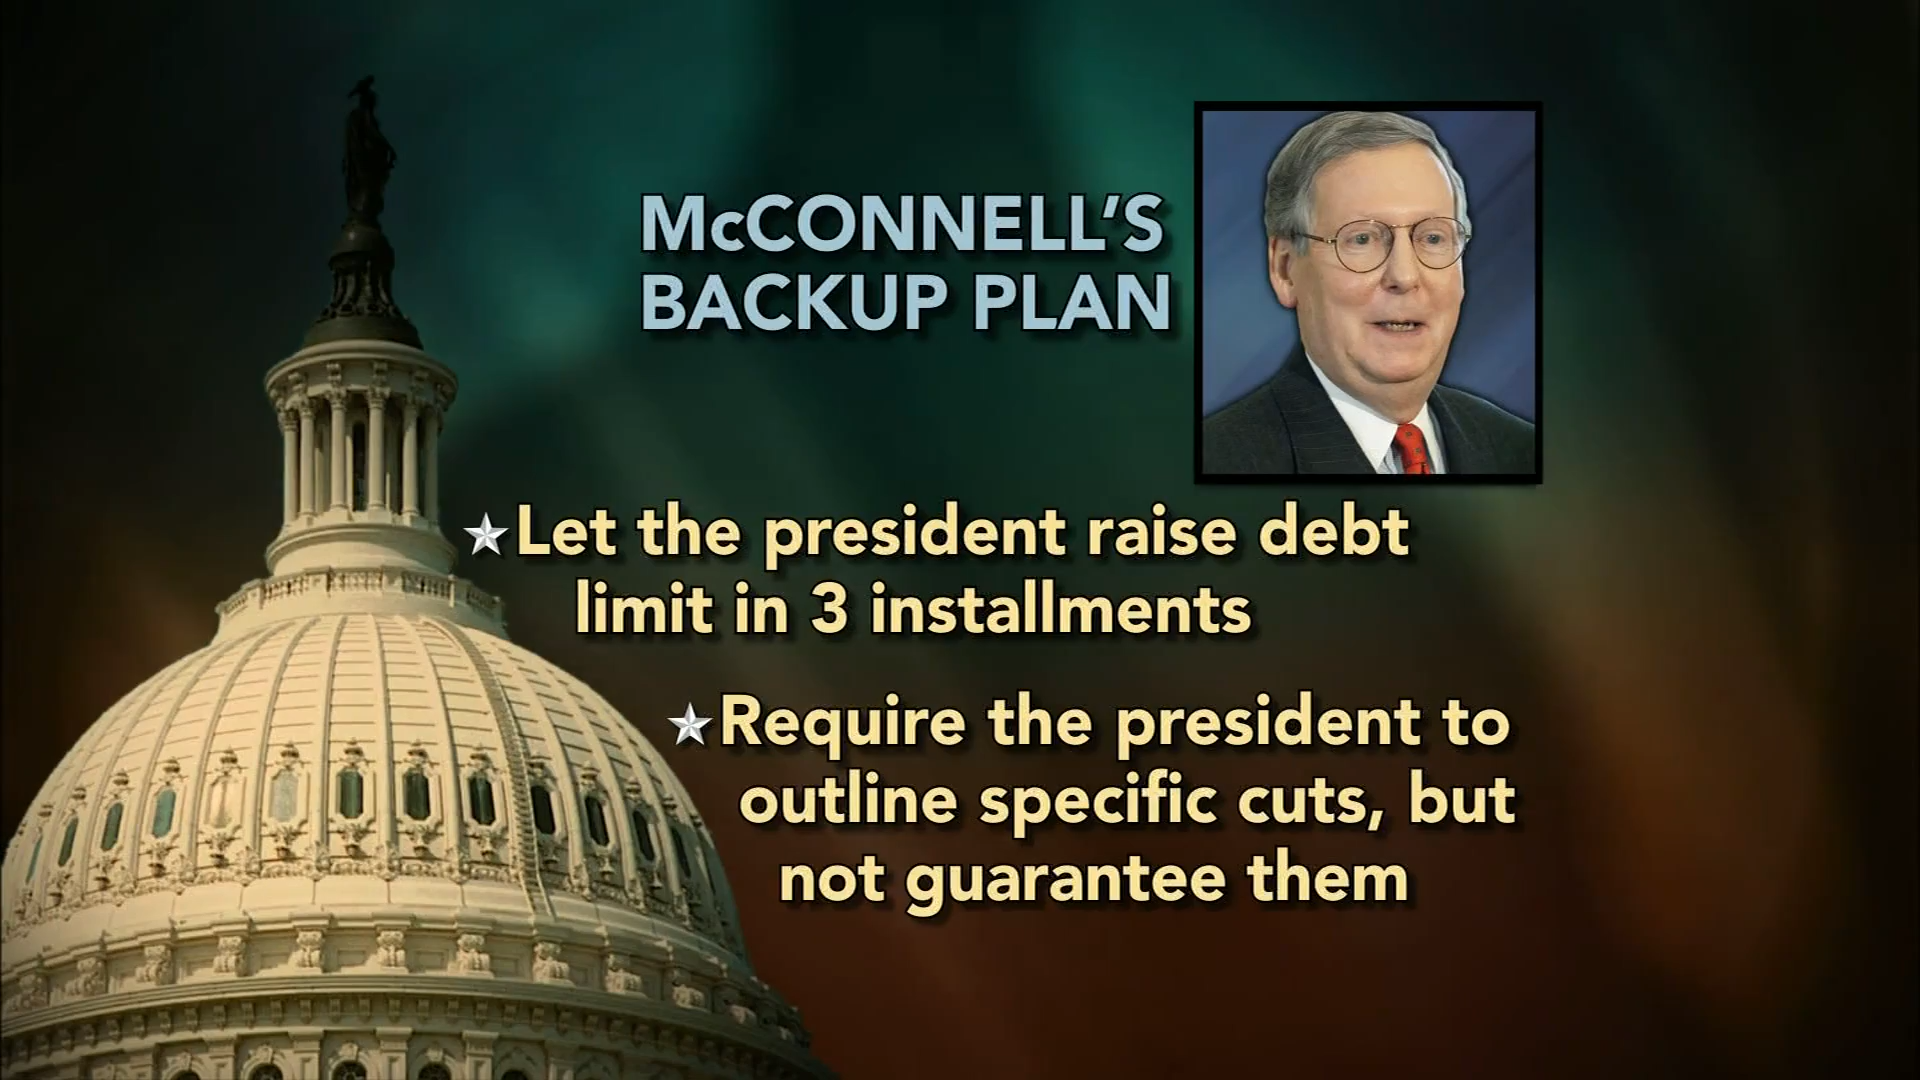 McCONNELL'S
BACKUP PLAN
Let the president raise debt
limit in 3 installments
Require the president to
outline specific cuts, but
not guarantee them